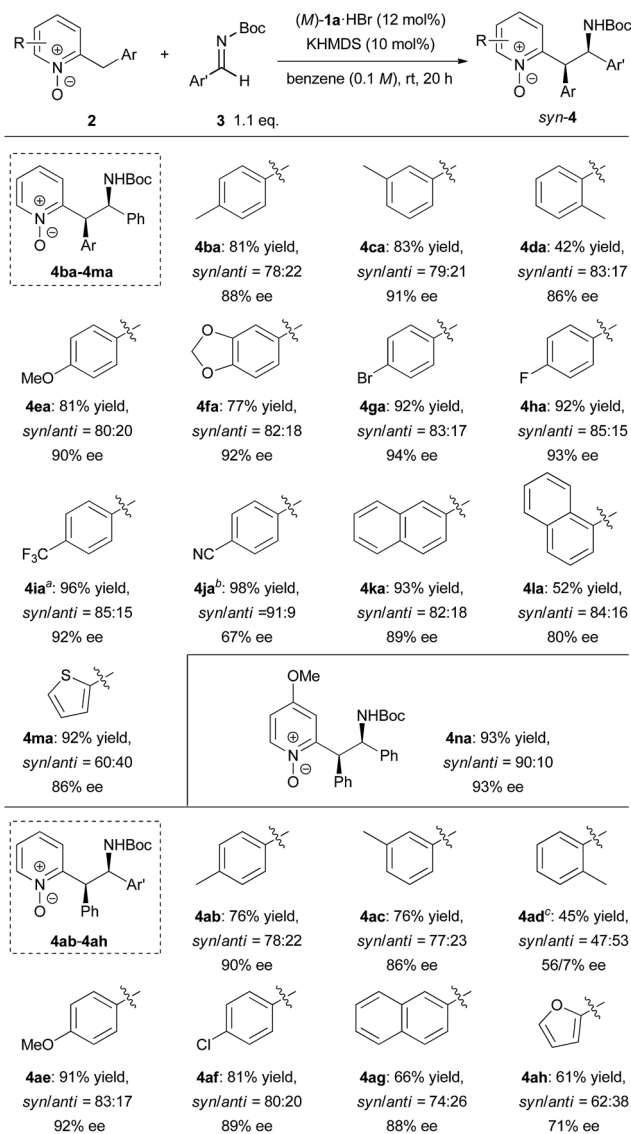 R
N
⊕
O
⊖
Ar
2
+
N Boc
Ar' H
3 1.1 eq.
(M)-1a·HBr (12 mol%)
KHMDS (10 mol%)
benzene (0.1 M), rt, 20 h
R
N
⊕
O
⊖
NHBoc
Ar'
Ar
syn-4
NHBoc
N
⊕
O
⊖
Ph
Ar
4ba-4ma
4ba: 81% yield,
syn/anti = 78:22
88% ee
4ca: 83% yield,
syn/anti = 79:21
91% ee
4da: 42% yield,
syn/anti = 83:17
86% ee
MeO
4ea: 81% yield,
syn/anti = 80:20
90% ee
O
O
4fa: 77% yield,
syn/anti = 82:18
92% ee
Br
4ga: 92% yield,
syn/anti = 83:17
94% ee
F
4ha: 92% yield,
syn/anti = 85:15
93% ee
F3C
4iaa: 96% yield,
syn/anti = 85:15
92% ee
NC
4jab: 98% yield,
syn/anti =91:9
67% ee
4ka: 93% yield,
syn/anti = 82:18
89% ee
4la: 52% yield,
syn/anti = 84:16
80% ee
S
4ma: 92% yield,
syn/anti = 60:40
86% ee
OMe
NHBoc
N
⊕
O
⊖
Ph
Ph
4na: 93% yield,
syn/anti = 90:10
93% ee
NHBoc
N
⊕
O
⊖
Ar'
Ph
4ab-4ah
4ab: 76% yield,
syn/anti = 78:22
90% ee
4ac: 76% yield,
syn/anti = 77:23
86% ee
4adc: 45% yield,
syn/anti = 47:53
56/7% ee
MeO
4ae: 91% yield,
syn/anti = 83:17
92% ee
Cl
4af: 81% yield,
syn/anti = 80:20
89% ee
4ag: 66% yield,
syn/anti = 74:26
88% ee
O
4ah: 61% yield,
syn/anti = 62:38
71% ee